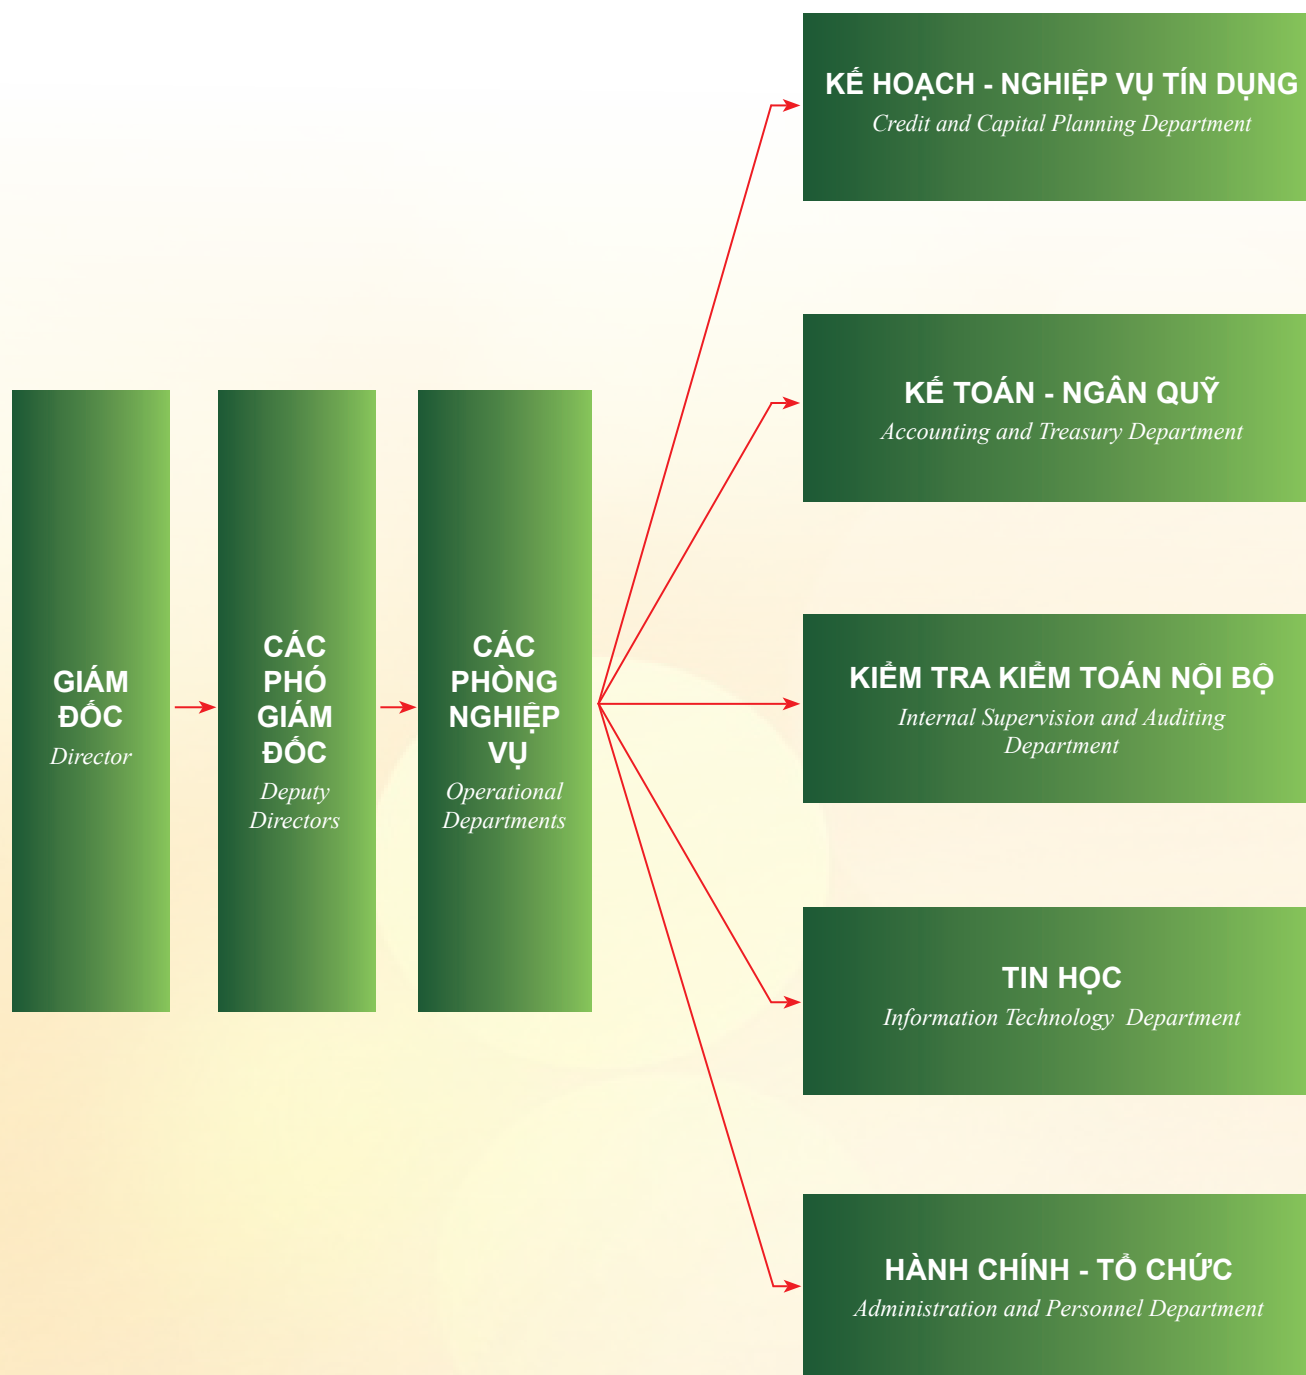 GIÁM
ĐỐC
Director
CÁC
PHÓ
GIÁM
ĐỐC
Deputy
Directors
CÁC
PHÒNG
NGHIỆP
VỤ
Operational
Departments
KẾ HOẠCH - NGHIỆP VỤ TÍN DỤNG
Credit and Capital Planning Department
KẾ TOÁN - NGÂN QUỸ
Accounting and Treasury Department
KIỂM TRA KIỂM TOÁN NỘI BỘ
Internal Supervision and Auditing
Department
TIN HỌC
Information Technology Department
HÀNH CHÍNH - TỔ CHỨC
Administration and Personnel Department